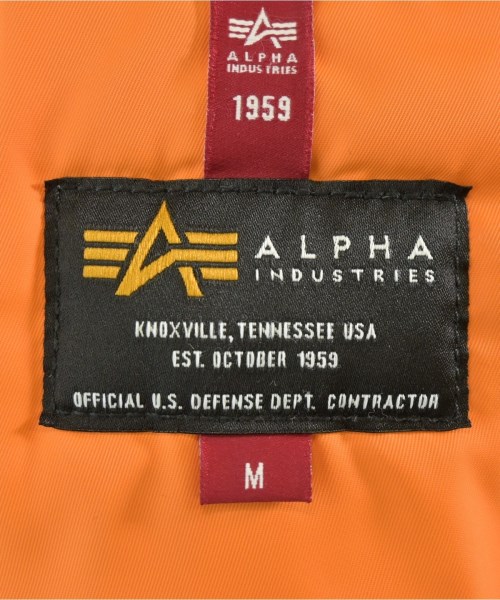 ALPHA
INDUSTRIES
1959
ALPHA
INDUSTRIES
KNOXVILLE, TENNESSEE USA
EST. OCTOBER 1959
OFFICIAL U.S. DEFENSE DEPT. CONTRACTOR
M